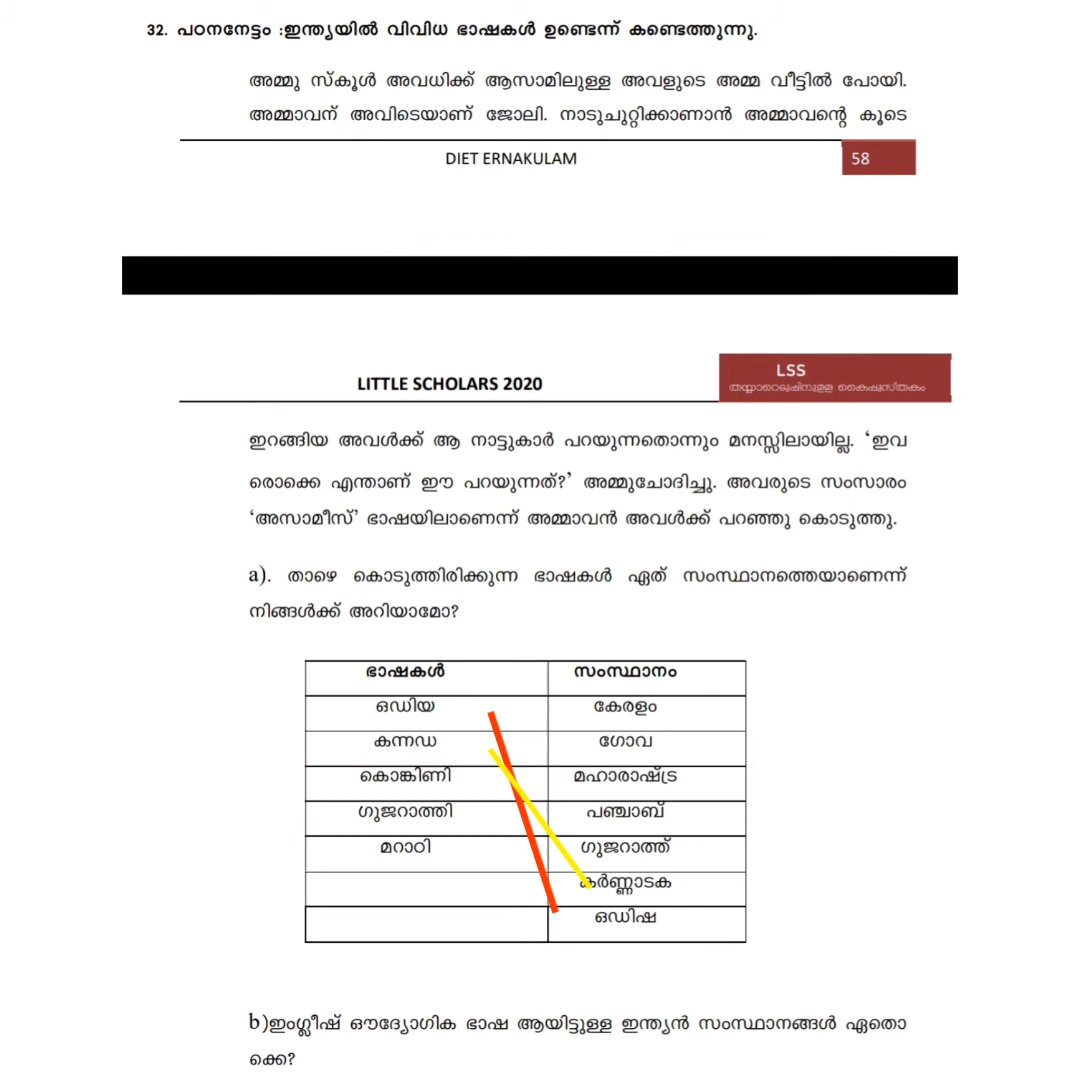 32. പഠനനേട്ടം :ഇന്ത്യയിൽ വിവിധ ഭാഷകൾ ഉണ്ടെന്ന് കണ്ടെത്തുന്നു.
അമ്മു സ്കൂൾ അവധിക്ക് ആസാമിലുള്ള അവളുടെ അമ്മ വീട്ടിൽ പോയി.
അമ്മാവന് അവിടെയാണ് ജോലി. നാടുചുറ്റിക്കാണാൻ അമ്മാവന്റെ കൂടെ
DIET ERNAKULAM 58
LSS
LITTLE SCHOLARS 2020 തയ്യാറെടുപ്പിനുള്ള കൈപ്പുസ്തകം
ഇറങ്ങിയ അവൾക്ക് ആ നാട്ടുകാർ പറയുന്നതൊന്നും മനസ്സിലായില്ല. ‘ഇവ
രൊക്കെ എന്താണ് ഈ പറയുന്നത്?’ അമ്മുചോദിച്ചു. അവരുടെ സംസാരം
‘അസാമീസ്’ ഭാഷയിലാണെന്ന് അമ്മാവൻ അവൾക്ക് പറഞ്ഞു കൊടുത്തു.
a). താഴെ കൊടുത്തിരിക്കുന്ന ഭാഷകൾ ഏത് സംസ്ഥാനത്തെയാണെന്ന്
നിങ്ങൾക്ക് അറിയാമോ?
ഭാഷകൾ സംസ്ഥാനം
ഒഡിയ കേരളം
കന്നഡ ഗോവ
കൊങ്കിണി മഹാരാഷ്ട്ര
ഗുജറാത്തി പഞ്ചാബ്
മറാഠി ഗുജറാത്ത്
കർണ്ണാടക
ഒഡിഷ
b)ഇംഗ്ലീഷ് ഔദ്യോഗിക ഭാഷ ആയിട്ടുള്ള ഇന്ത്യൻ സംസ്ഥാനങ്ങൾ ഏതൊ
ക്കെ?